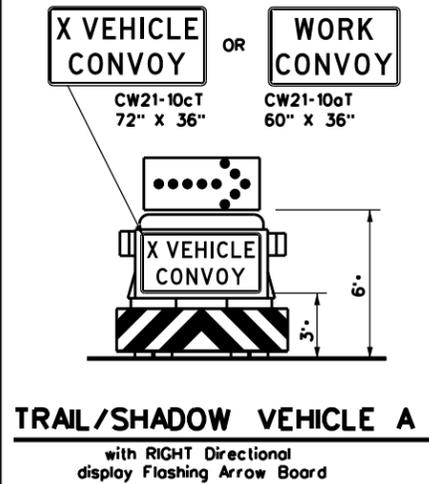 X VEHICLE
CONVOY
OR
WORK
CONVOY
CW21-10cT
72" X 36"
CW21-10aT
60" X 36"
X VEHICLE
CONVOY
6'±
3'±
TRAIL/SHADOW VEHICLE A
with RIGHT Directional
display Flashing Arrow Board